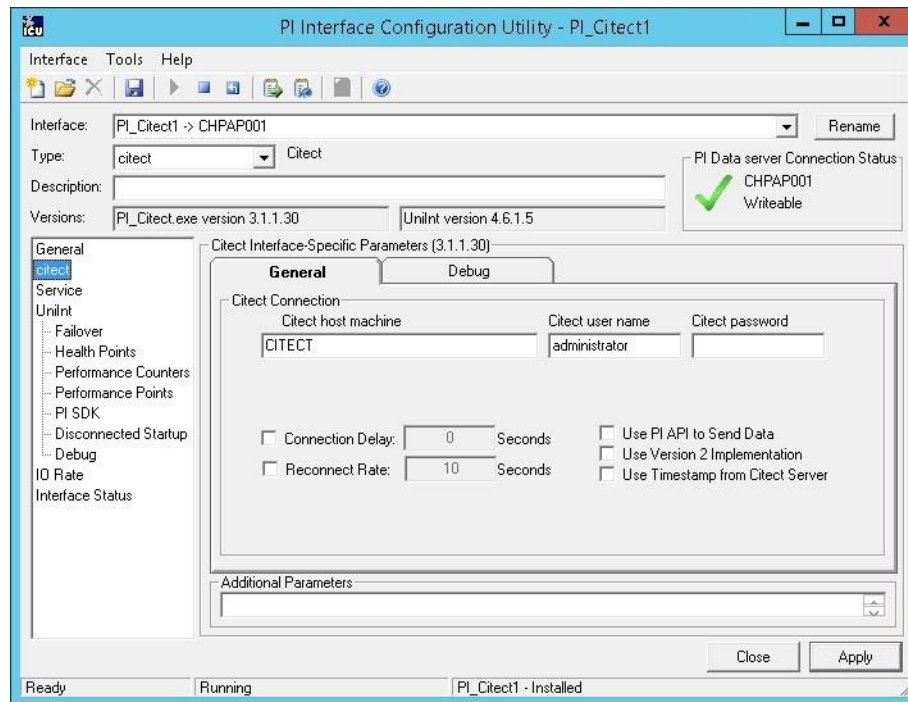 PI Interface Configuration Utility - PI_Citect1
Interface Tools Help
Interface: PI_Citect1 -> CHPAP001 Rename
Type: citect Citect
PI Data server Connection Status
CHPAP001
Writeable
Description:
Versions: PI_Citect.exe version 3.1.1.30 UniInt version 4.6.1.5
General
citect
Service
UniInt
Failover
Health Points
Performance Counters
Performance Points
PI SDK
Disconnected Startup
Debug
IO Rate
Interface Status
Citect Interface-Specific Parameters (3.1.1.30)
General Debug
Citect Connection
Citect host machine Citect user name Citect password
CITECT administrator
Connection Delay: 0 Seconds
Reconnect Rate: 10 Seconds
Use PI API to Send Data
Use Version 2 Implementation
Use Timestamp from Citect Server
Additional Parameters
Close Apply
Ready Running PI_Citect1 - Installed